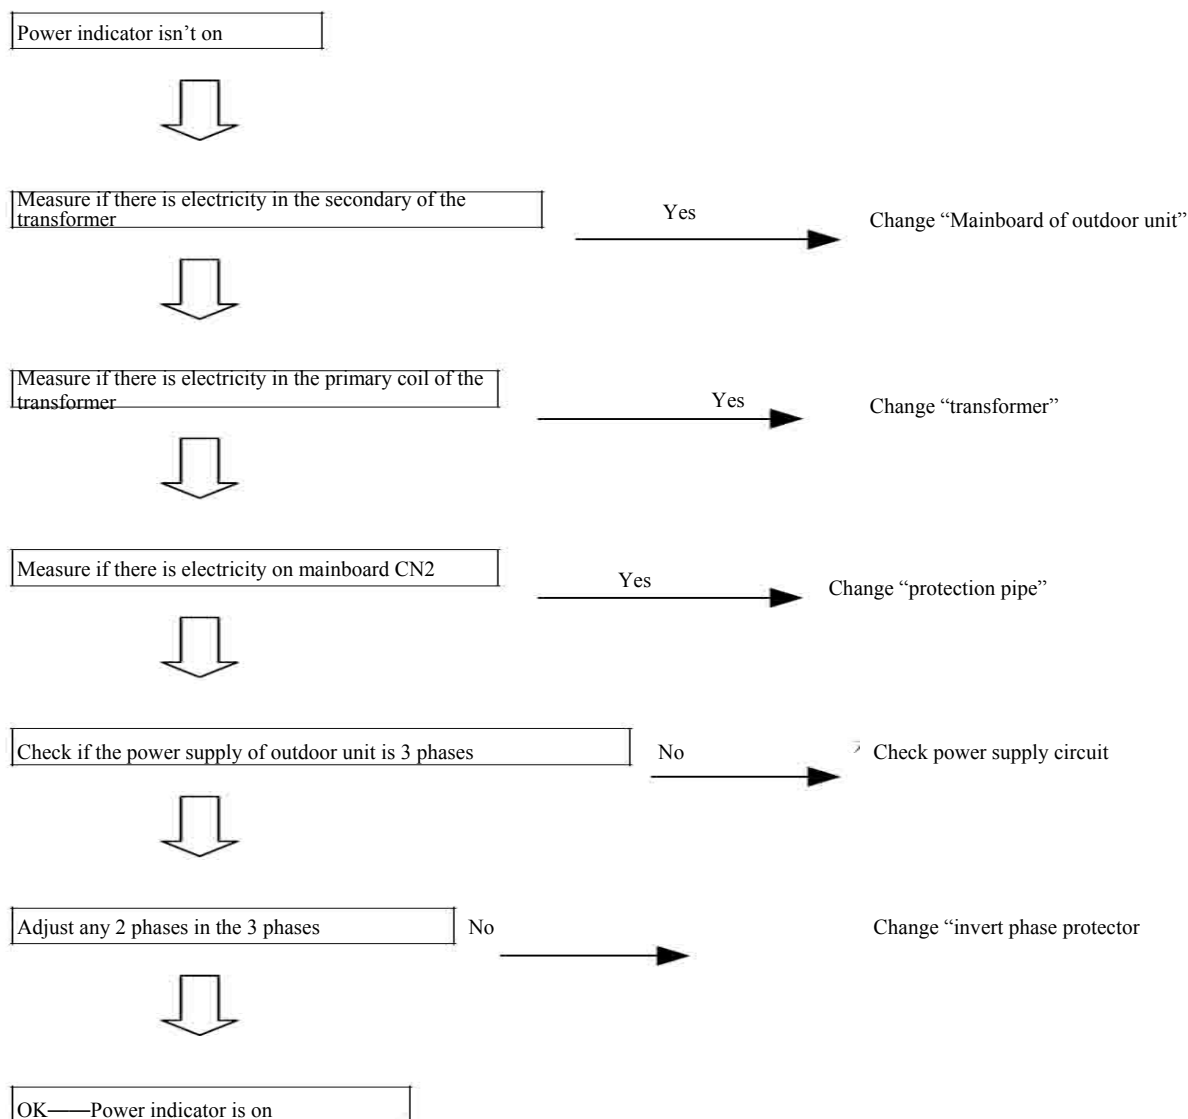 Power indicator isn’t on
Measure if there is electricity in the secondary of the
transformer
Yes
Change “Mainboard of outdoor unit”
Measure if there is electricity in the primary coil of the
transformer
Yes
Change “transformer”
Measure if there is electricity on mainboard CN2
Yes
Change “protection pipe”
Check if the power supply of outdoor unit is 3 phases
No
Check power supply circuit
Adjust any 2 phases in the 3 phases
No
Change “invert phase protector
OK——Power indicator is on